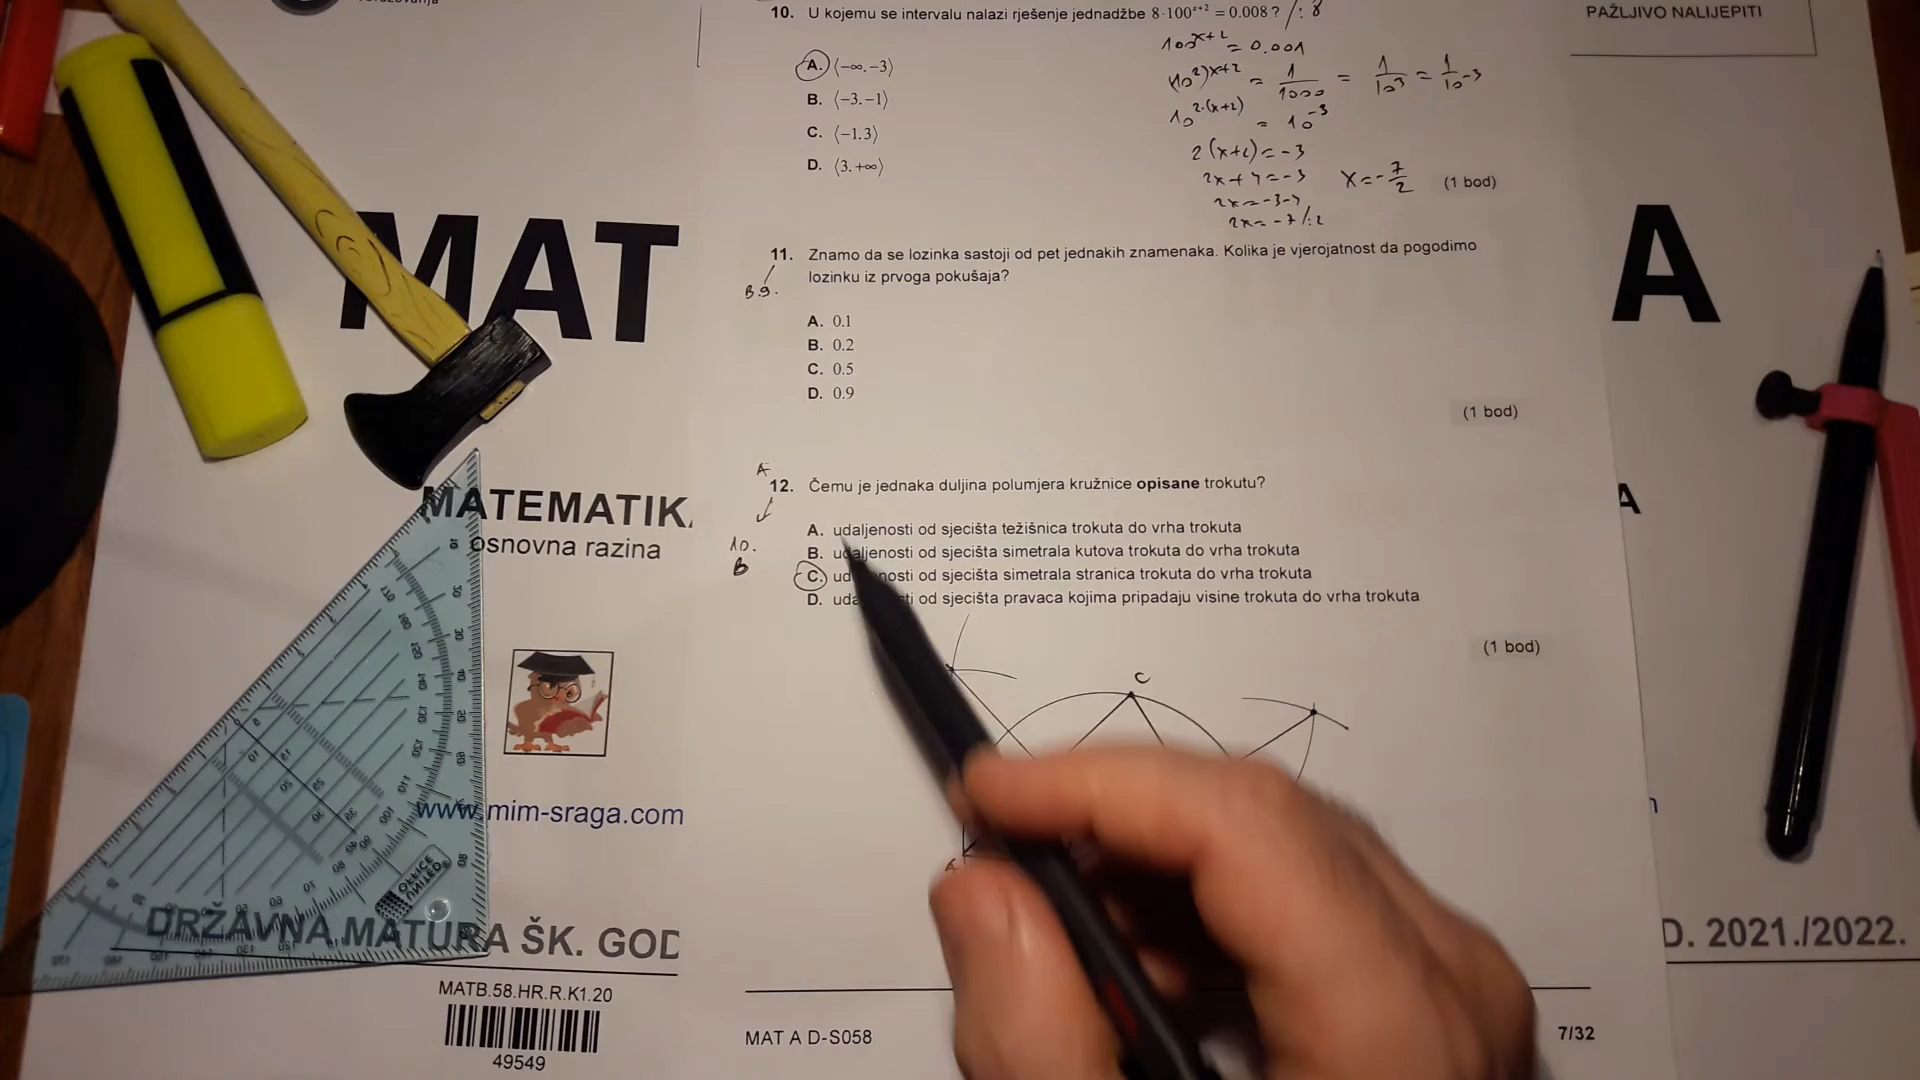 10. U kojemu se intervalu nalazi rješenje jednadžbe 8·100^{x+2} = 0.008? /: 8
A. ⟨−∞, −3⟩
B. ⟨−3, −1⟩
C. ⟨−1, 3⟩
D. ⟨3, +∞⟩
100^{x+2} = 0.001
(10^2)^{x+2} = 1/1000 = 1/10^3 = 1/10^{-3}
10^{2·(x+2)} = 10^{-3}
2(x+2) = -3
2x+4 = -3
2x = -3-4
2x = -7 /:2
x = -7/2
(1 bod)
11. Znamo da se lozinka sastoji od pet jednakih znamenaka. Kolika je vjerojatnost da pogodimo
lozinku iz prvoga pokušaja?
B.9.
A. 0.1
B. 0.2
C. 0.5
D. 0.9
(1 bod)
A
12. Čemu je jednaka duljina polumjera kružnice opisane trokutu?
A. udaljenosti od sjecišta težišnica trokuta do vrha trokuta
B. udaljenosti od sjecišta simetrala kutova trokuta do vrha trokuta
C. udaljenosti od sjecišta simetrala stranica trokuta do vrha trokuta
D. udaljenosti od sjecišta pravaca kojima pripadaju visine trokuta do vrha trokuta
10.
B
(1 bod)
C
MAT A D-S058
7/32
MAT
MATEMATIK
osnovna razina
www.mim-sraga.com
DRŽAVNA MATURA ŠK. GOD
MATB.58.HR.R.K1.20
49549
OFFICE
UNITED
PAŽLJIVO NALIJEPITI
A
A
D. 2021./2022.